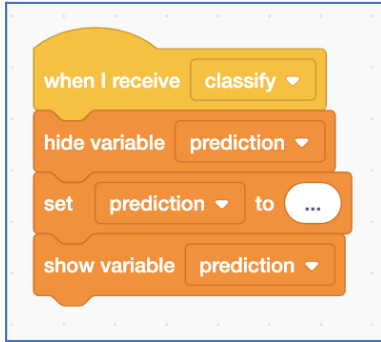 when I receive classify
hide variable prediction
set prediction to ...
show variable prediction